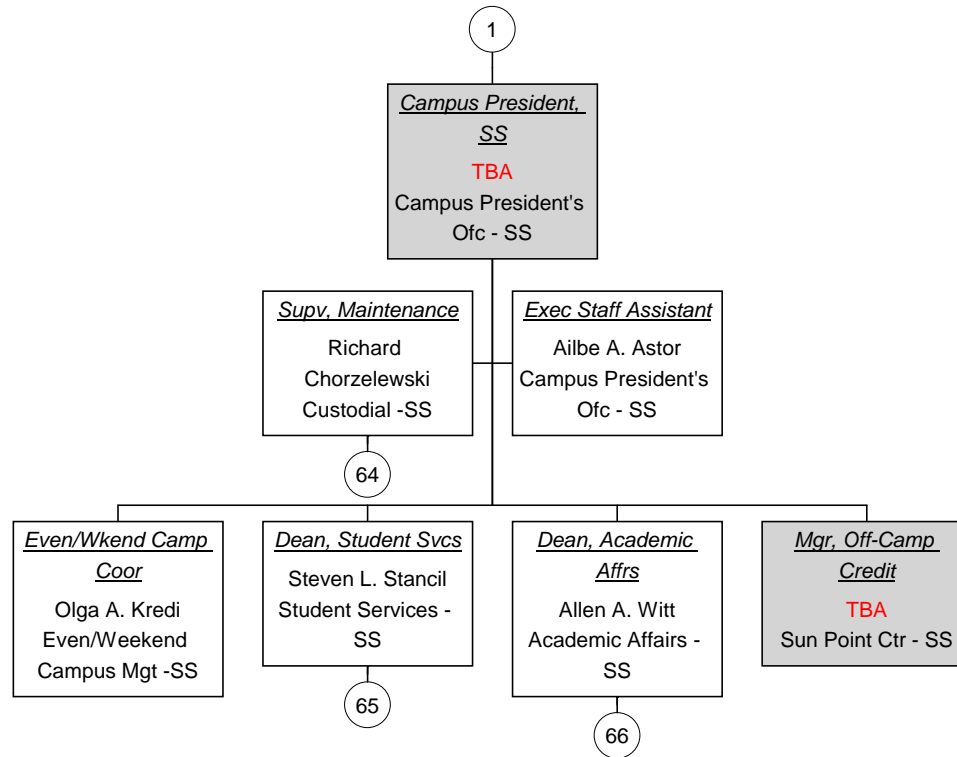 1
Campus President,
SS
TBA
Campus President's
Ofc - SS
Supv, Maintenance
Richard
Chorzelewski
Custodial -SS
64
Exec Staff Assistant
Ailbe A. Astor
Campus President's
Ofc - SS
Even/Wkend Camp
Coor
Olga A. Kredi
Even/Weekend
Campus Mgt -SS
Dean, Student Svcs
Steven L. Stancil
Student Services -
SS
65
Dean, Academic
Affrs
Allen A. Witt
Academic Affairs -
SS
66
Mgr, Off-Camp
Credit
TBA
Sun Point Ctr - SS